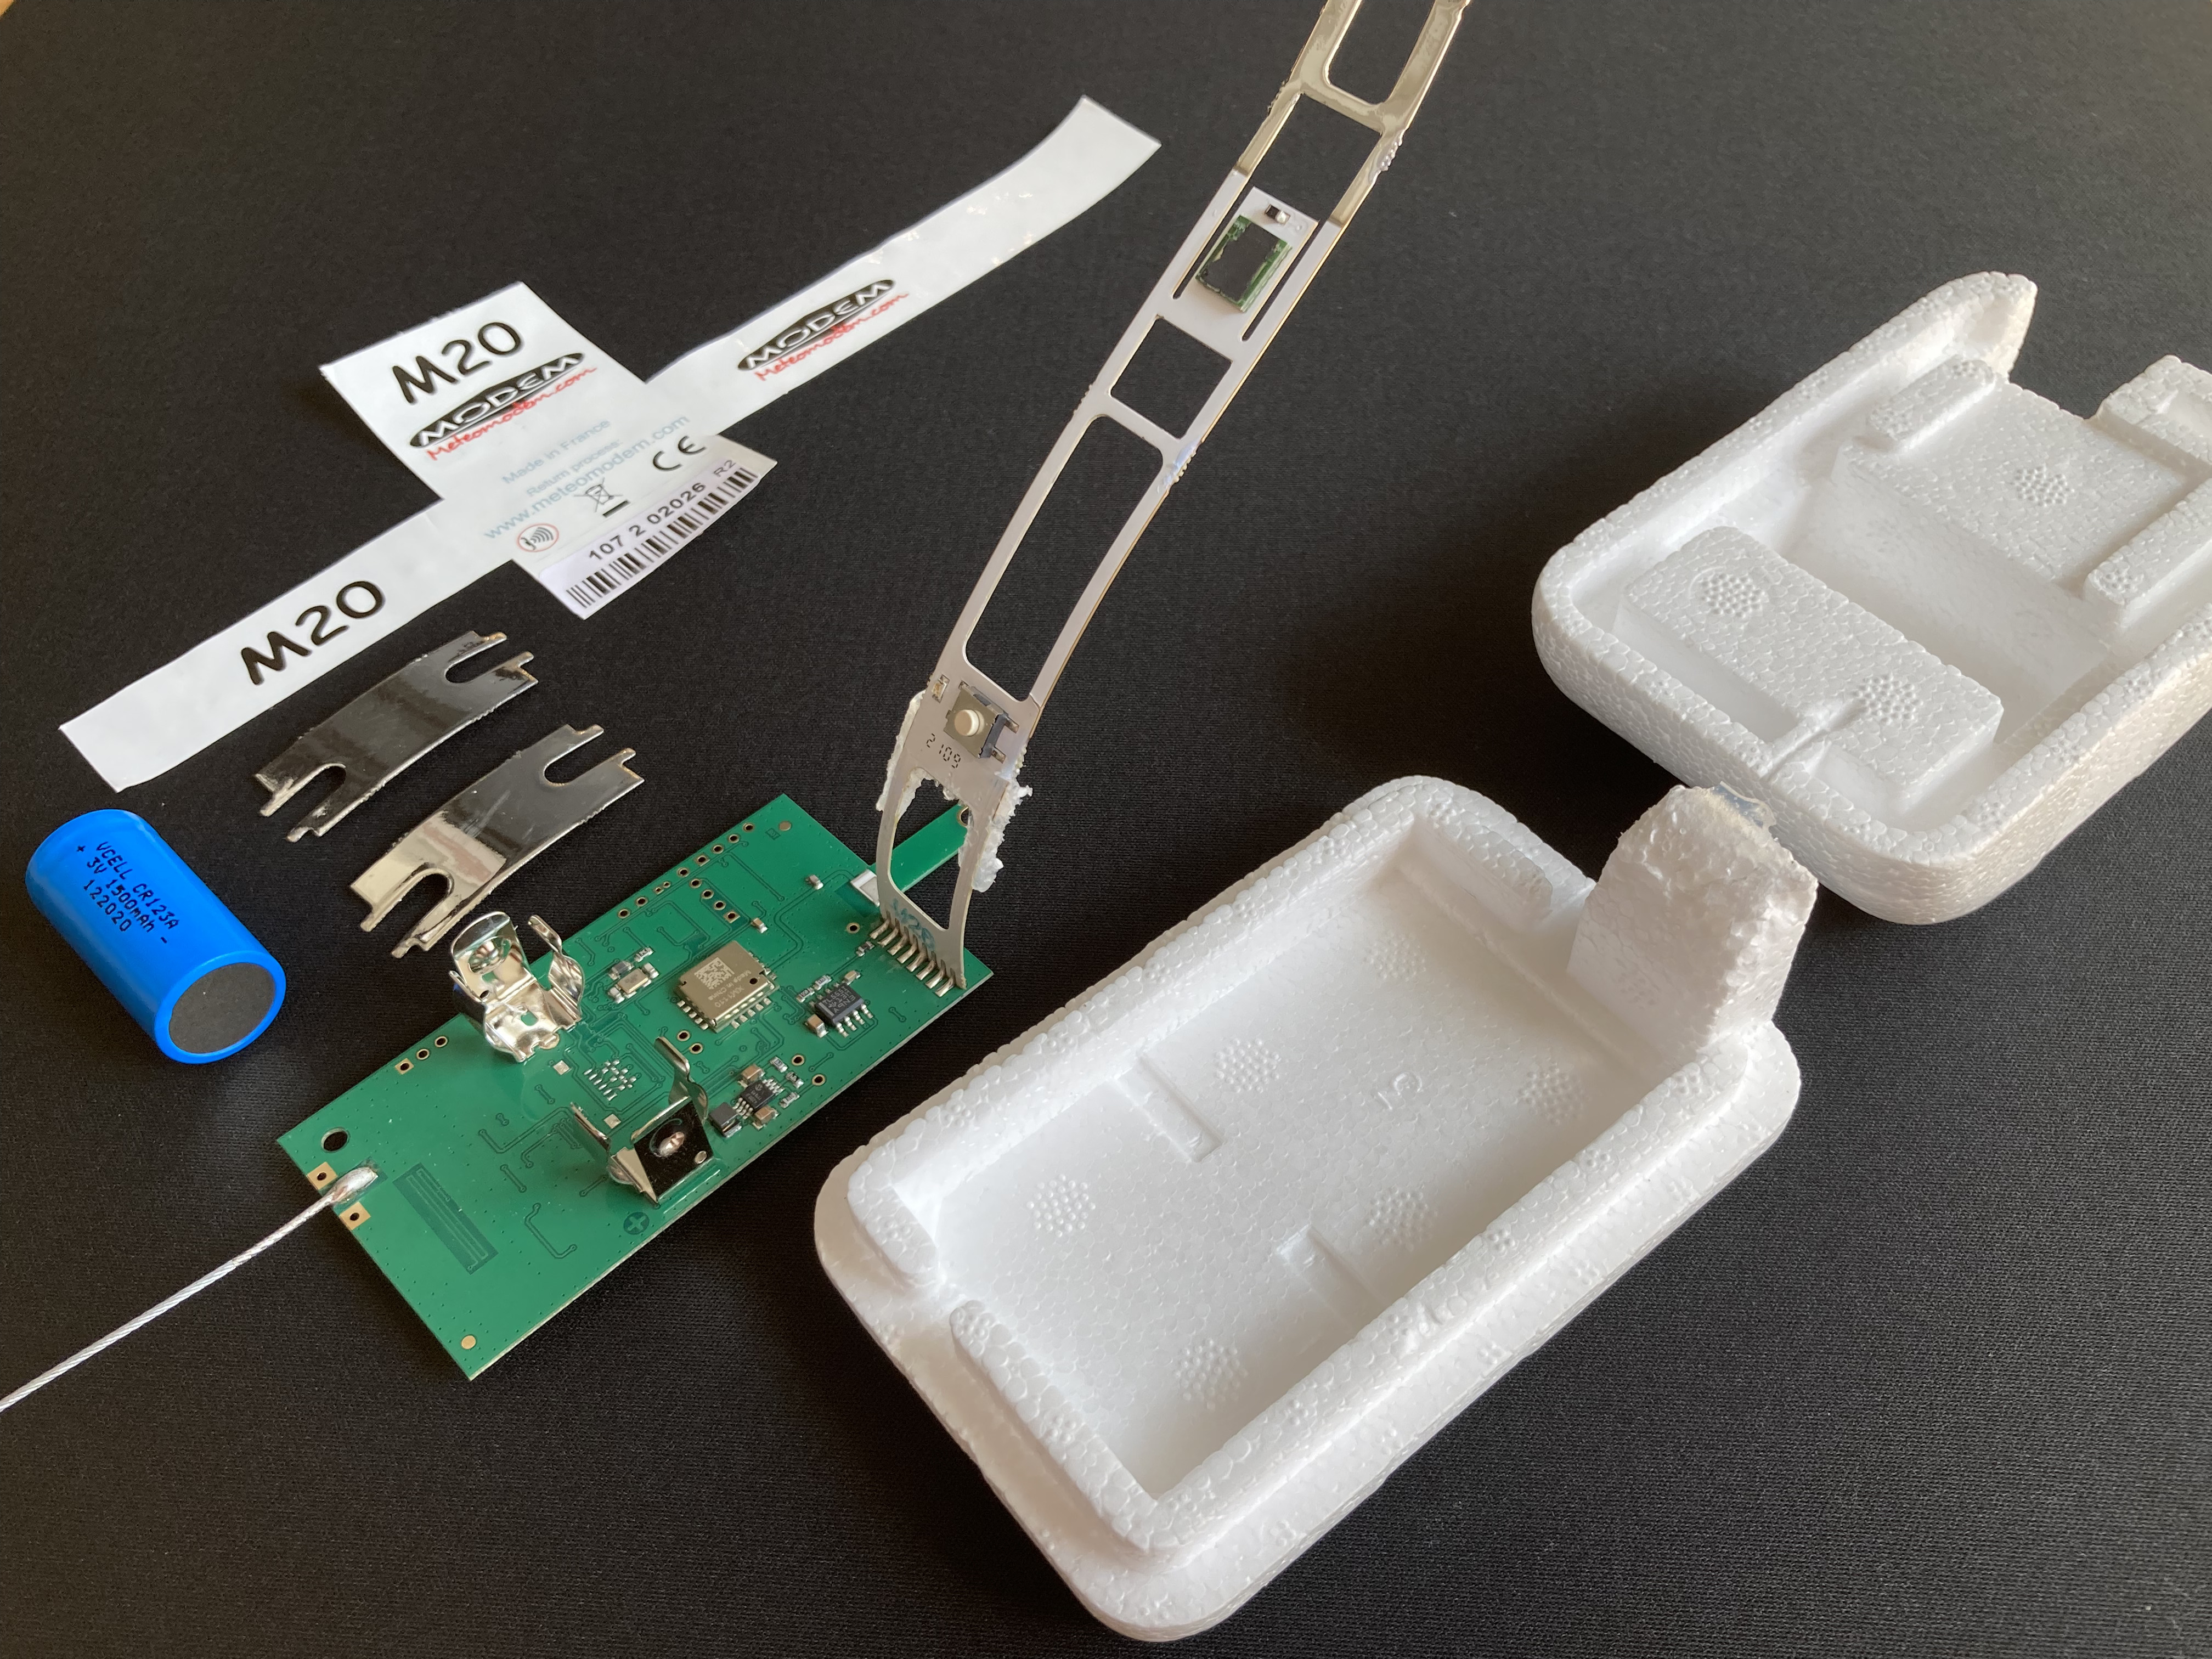 M20
MODEM
Meteomodem.com
MODEM
Meteomodem.com
Made in France
Return process:
www.meteomodem.com
CE
107 2 02026 R2
M20
VCELL CR123A
+ 3V 1500mAh -
122020
2109